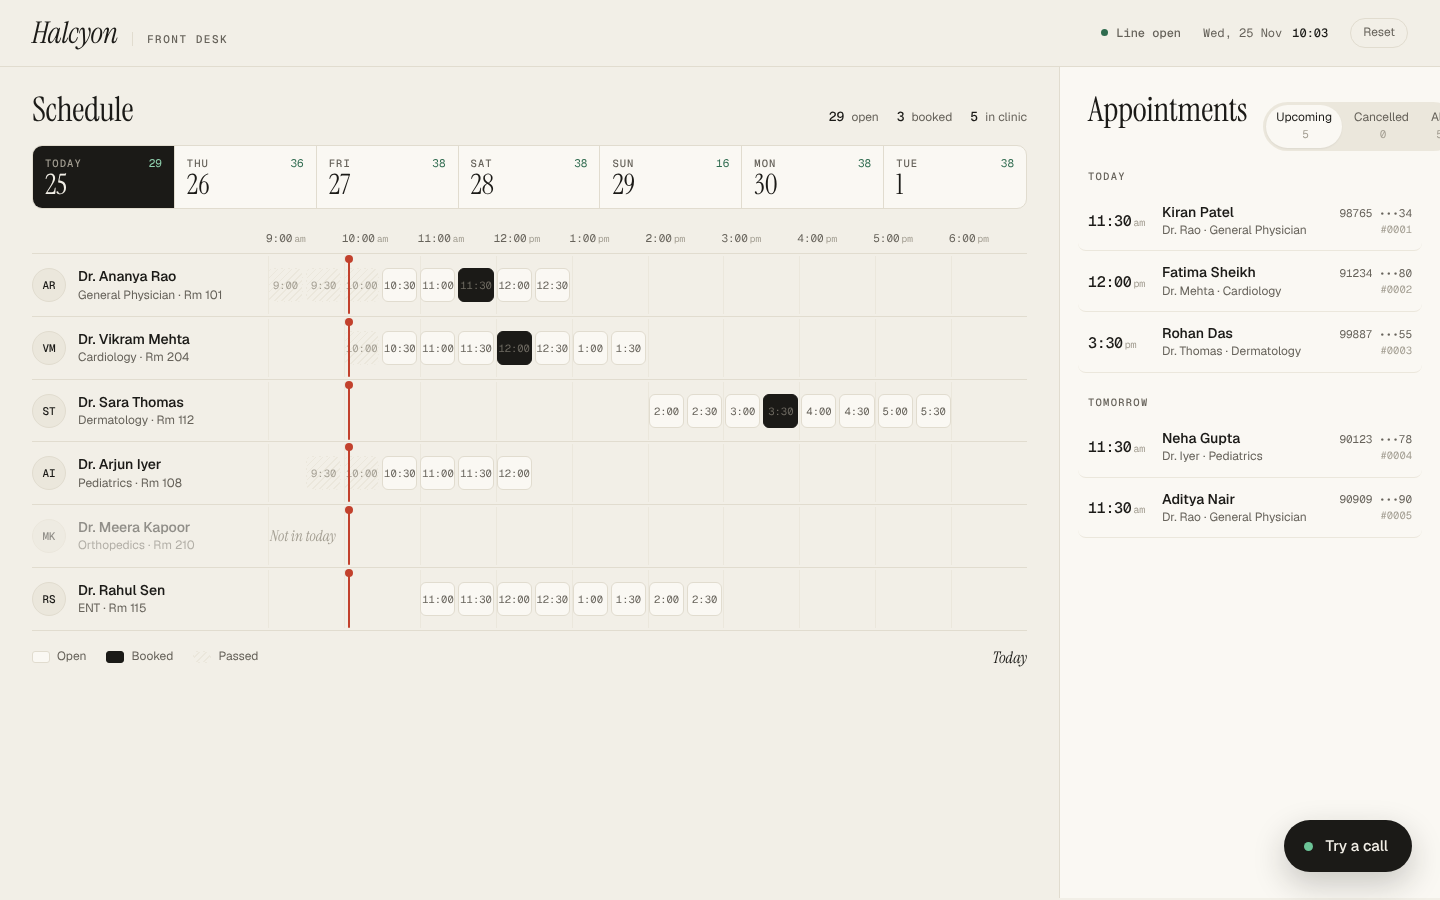 Halcyon
FRONT DESK
Line open
Wed, 25 Nov 10:03
Reset
Schedule
29 open 3 booked 5 in clinic
TODAY 29
25
THU 36
26
FRI 38
27
SAT 38
28
SUN 16
29
MON 38
30
TUE 38
1
9:00 am 10:00 am 11:00 am 12:00 pm 1:00 pm 2:00 pm 3:00 pm 4:00 pm 5:00 pm 6:00 pm
AR
Dr. Ananya Rao
General Physician · Rm 101
9:00 9:30 10:00 10:30 11:00 11:30 12:00 12:30
VM
Dr. Vikram Mehta
Cardiology · Rm 204
10:00 10:30 11:00 11:30 12:00 12:30 1:00 1:30
ST
Dr. Sara Thomas
Dermatology · Rm 112
2:00 2:30 3:00 3:30 4:00 4:30 5:00 5:30
AI
Dr. Arjun Iyer
Pediatrics · Rm 108
9:30 10:00 10:30 11:00 11:30 12:00
MK
Dr. Meera Kapoor
Orthopedics · Rm 210
Not in today
RS
Dr. Rahul Sen
ENT · Rm 115
11:00 11:30 12:00 12:30 1:00 1:30 2:00 2:30
Open Booked Passed
Today
Appointments
Upcoming
5
Cancelled
0
TODAY
11:30 am
Kiran Patel
Dr. Rao · General Physician
98765 •••34
#0001
12:00 pm
Fatima Sheikh
Dr. Mehta · Cardiology
91234 •••80
#0002
3:30 pm
Rohan Das
Dr. Thomas · Dermatology
99887 •••55
#0003
TOMORROW
11:30 am
Neha Gupta
Dr. Iyer · Pediatrics
90123 •••78
#0004
11:30 am
Aditya Nair
Dr. Rao · General Physician
90909 •••90
#0005
Try a call